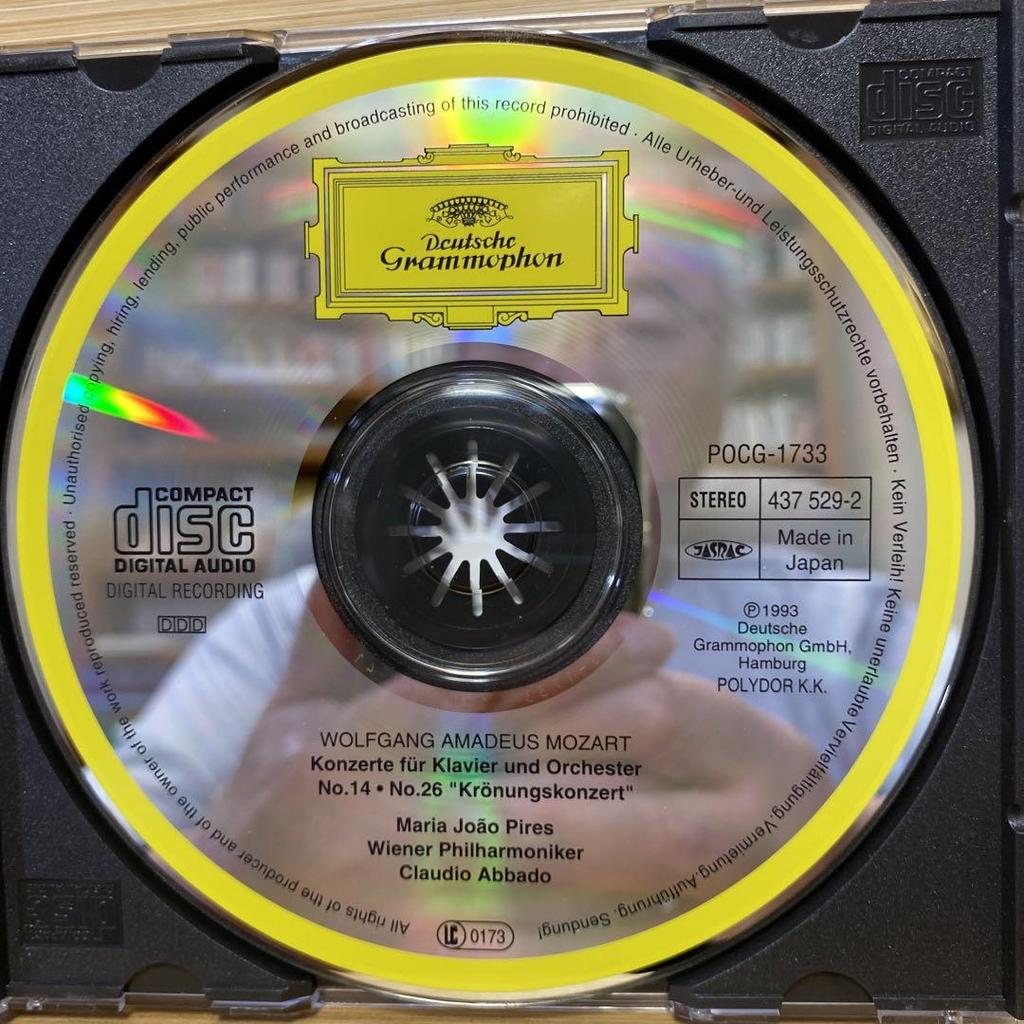 All rights of the producer and of the owner of the work reproduced reserved · Unauthorised copying, hiring, lending, public performance and broadcasting of this record prohibited · Alle Urheber-und Leistungsschutzrechte vorbehalten · Kein Verleih! Keine unerlaubte Vervielfältigung, Vermietung, Aufführung, Sendung!
COMPACT
disc
DIGITAL AUDIO
Deutsche
Grammophon
POCG-1733
STEREO
437 529-2
JASRAC
Made in
Japan
COMPACT
disc
DIGITAL AUDIO
DIGITAL RECORDING
DDD
Ⓟ1993
Deutsche
Grammophon GmbH,
Hamburg
POLYDOR K.K.
WOLFGANG AMADEUS MOZART
Konzerte für Klavier und Orchester
No.14 • No.26 "Krönungskonzert"
Maria João Pires
Wiener Philharmoniker
Claudio Abbado
LC 0173